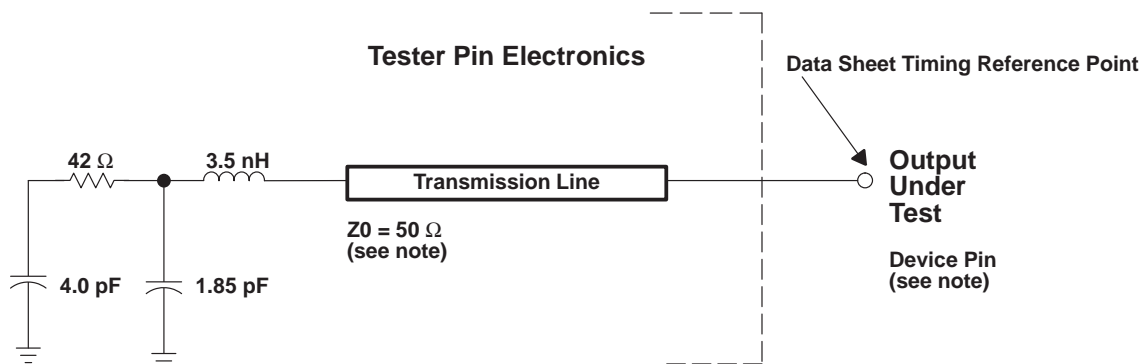 Tester Pin Electronics
Data Sheet Timing Reference Point
42 Ω
3.5 nH
Transmission Line
Output
Under
Test
Z0 = 50 Ω
(see note)
Device Pin
(see note)
4.0 pF
1.85 pF